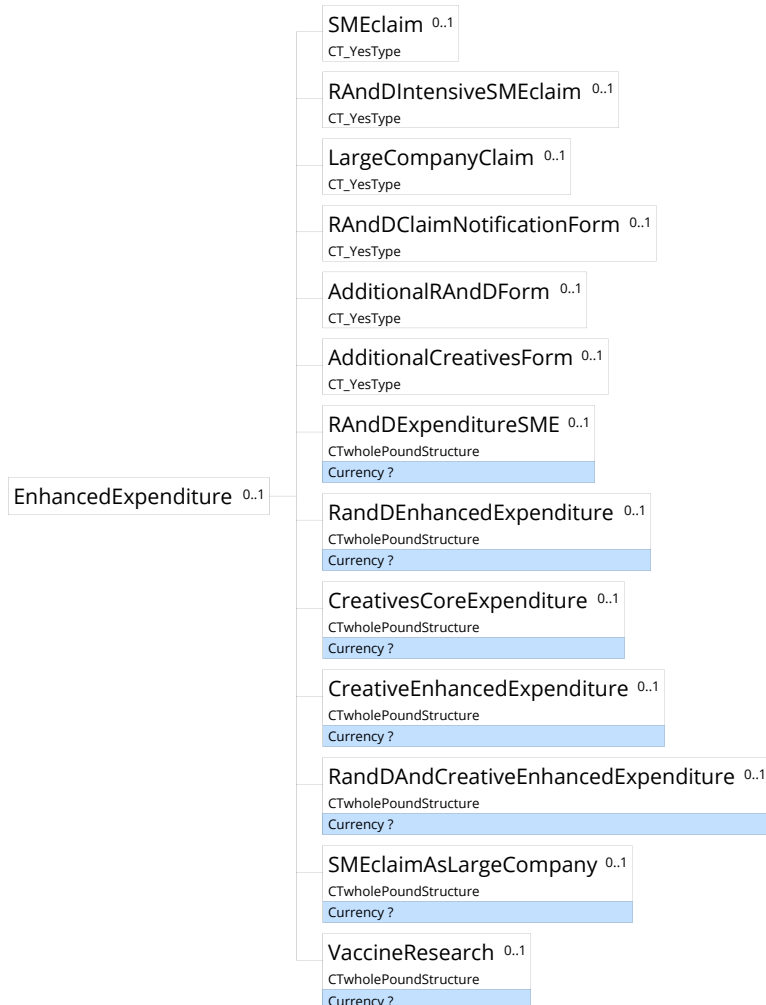 SMEclaim 0..1
CT_YesType
RAndDIntensiveSMEclaim 0..1
CT_YesType
LargeCompanyClaim 0..1
CT_YesType
RAndDClaimNotificationForm 0..1
CT_YesType
AdditionalRAndDForm 0..1
CT_YesType
AdditionalCreativesForm 0..1
CT_YesType
RAndDExpenditureSME 0..1
CTwholePoundStructure
Currency ?
EnhancedExpenditure 0..1
RandDEnhancedExpenditure 0..1
CTwholePoundStructure
Currency ?
CreativesCoreExpenditure 0..1
CTwholePoundStructure
Currency ?
CreativeEnhancedExpenditure 0..1
CTwholePoundStructure
Currency ?
RandDAndCreativeEnhancedExpenditure 0..1
CTwholePoundStructure
Currency ?
SMEclaimAsLargeCompany 0..1
CTwholePoundStructure
Currency ?
VaccineResearch 0..1
CTwholePoundStructure
Currency ?